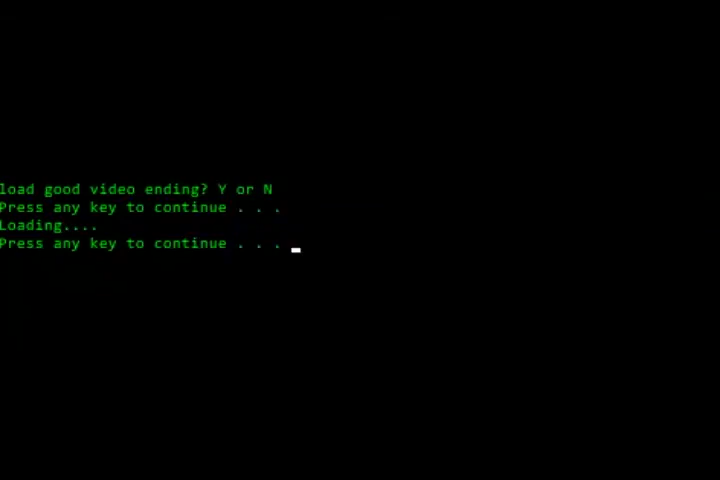 load good video ending? Y or N
Press any key to continue . . .
Loading....
Press any key to continue . . .